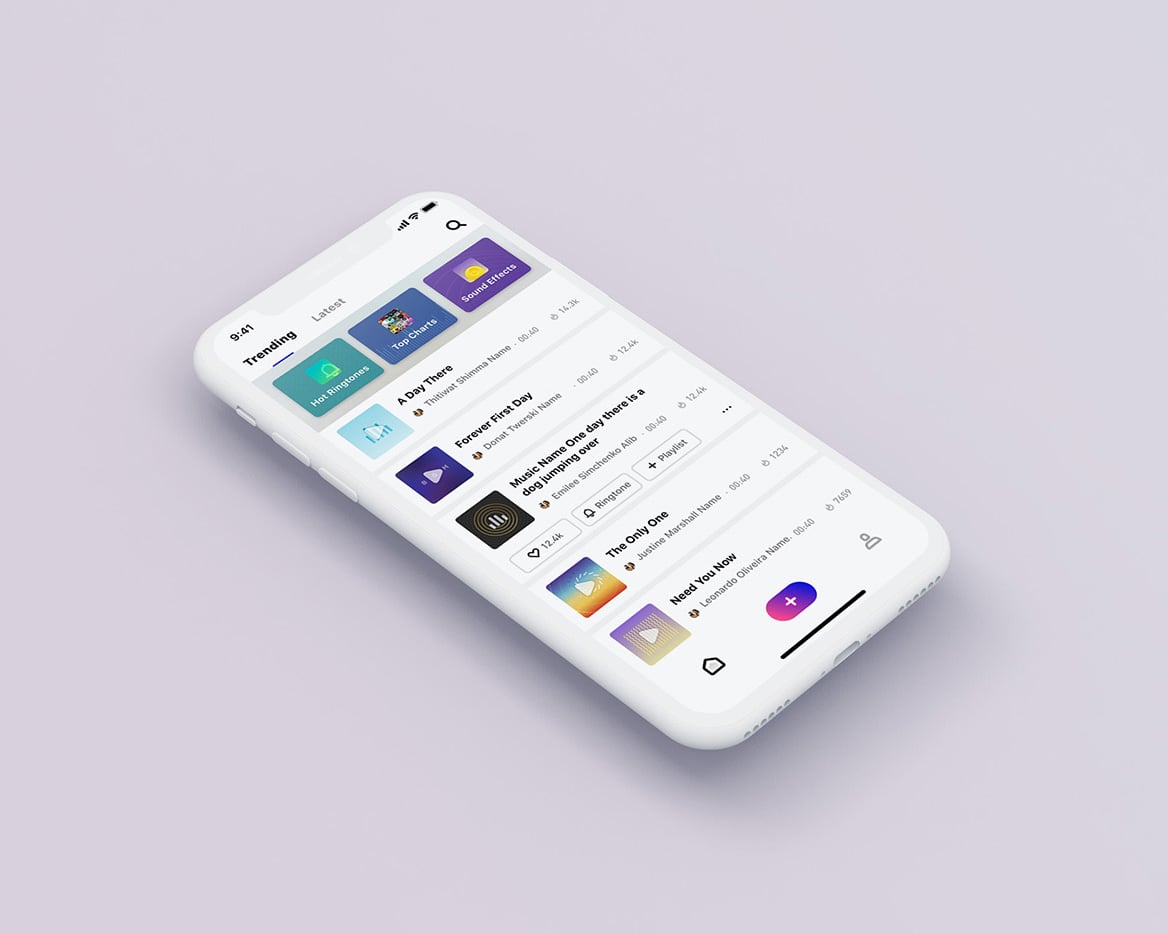 9:41
Trending
Latest
Hot Ringtones
Top Charts
Sound Effects
A Day There
Thitiwat Shimma Name · 00:40
14.3k
Forever First Day
Donat Twerski Name · 00:40
12.4k
Music Name One day there is a
dog jumping over
Emilee Simchenko Alib · 00:40
12.4k
12.4k
Ringtone
Playlist
The Only One
Justine Marshall Name · 00:40
1234
Need You Now
Leonardo Oliveira Name. 00:40
7659